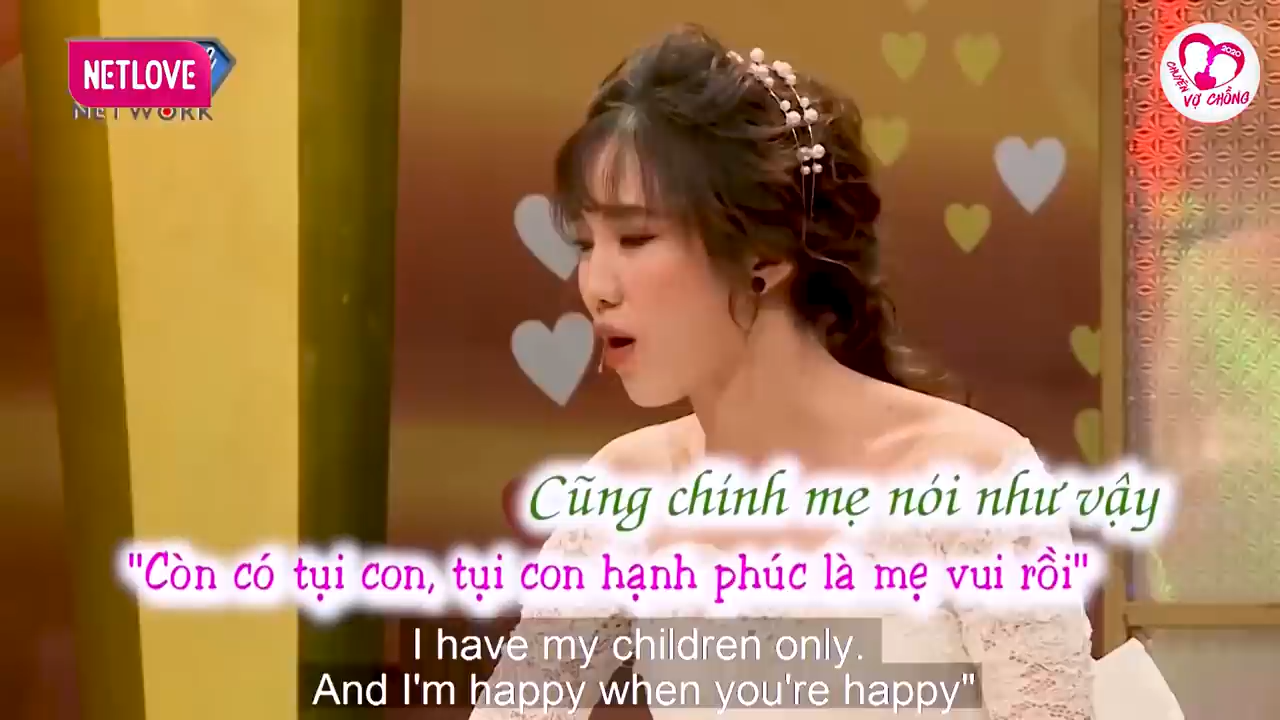 NETLOVE
NETWORK
2020
CHUYỆN
VỢ CHỒNG
Cũng chính mẹ nói như vậy
"Còn có tụi con, tụi con hạnh phúc là mẹ vui rồi"
I have my children only.
And I'm happy when you're happy"